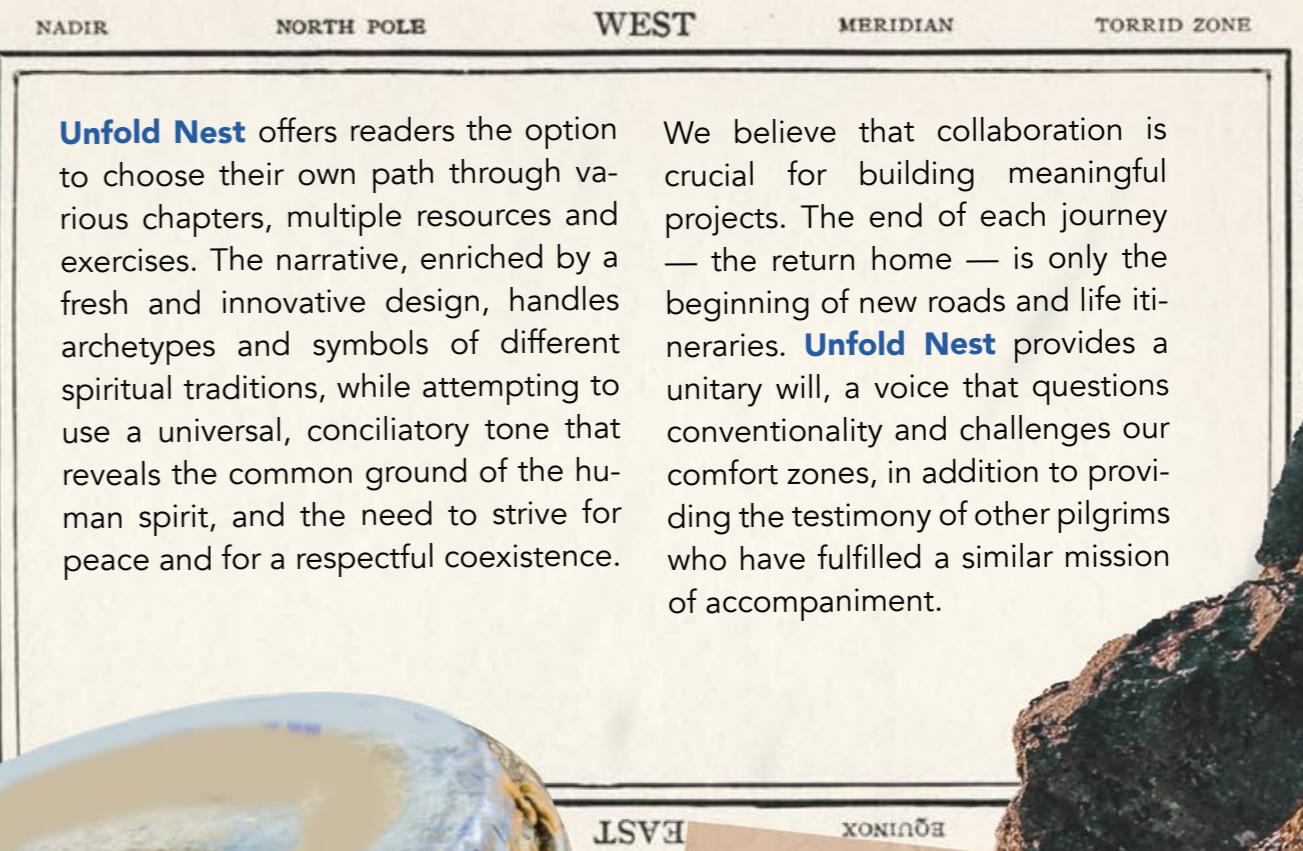 NADIR NORTH POLE WEST MERIDIAN TORRID ZONE
Unfold Nest offers readers the option
to choose their own path through va-
rious chapters, multiple resources and
exercises. The narrative, enriched by a
fresh and innovative design, handles
archetypes and symbols of different
spiritual traditions, while attempting to
use a universal, conciliatory tone that
reveals the common ground of the hu-
man spirit, and the need to strive for
peace and for a respectful coexistence.
We believe that collaboration is
crucial for building meaningful
projects. The end of each journey
— the return home — is only the
beginning of new roads and life iti-
neraries. Unfold Nest provides a
unitary will, a voice that questions
conventionality and challenges our
comfort zones, in addition to provi-
ding the testimony of other pilgrims
who have fulfilled a similar mission
of accompaniment.
EAST EQUINOX